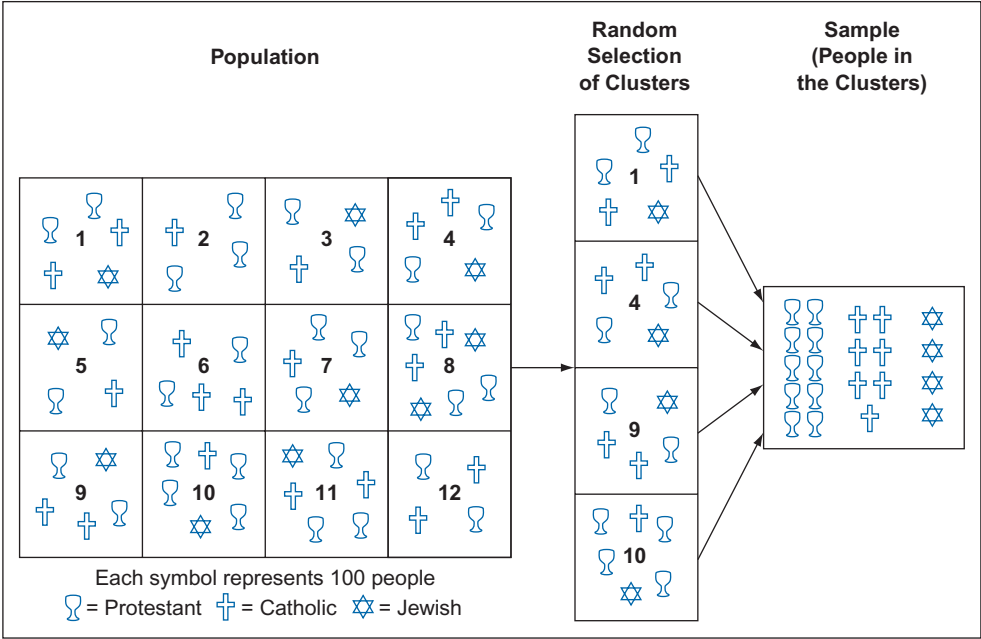 Population
Random
Selection
of Clusters
Sample
(People in
the Clusters)
1
2
3
4
5
6
7
8
9
10
11
12
1
4
9
10
Each symbol represents 100 people
= Protestant = Catholic = Jewish